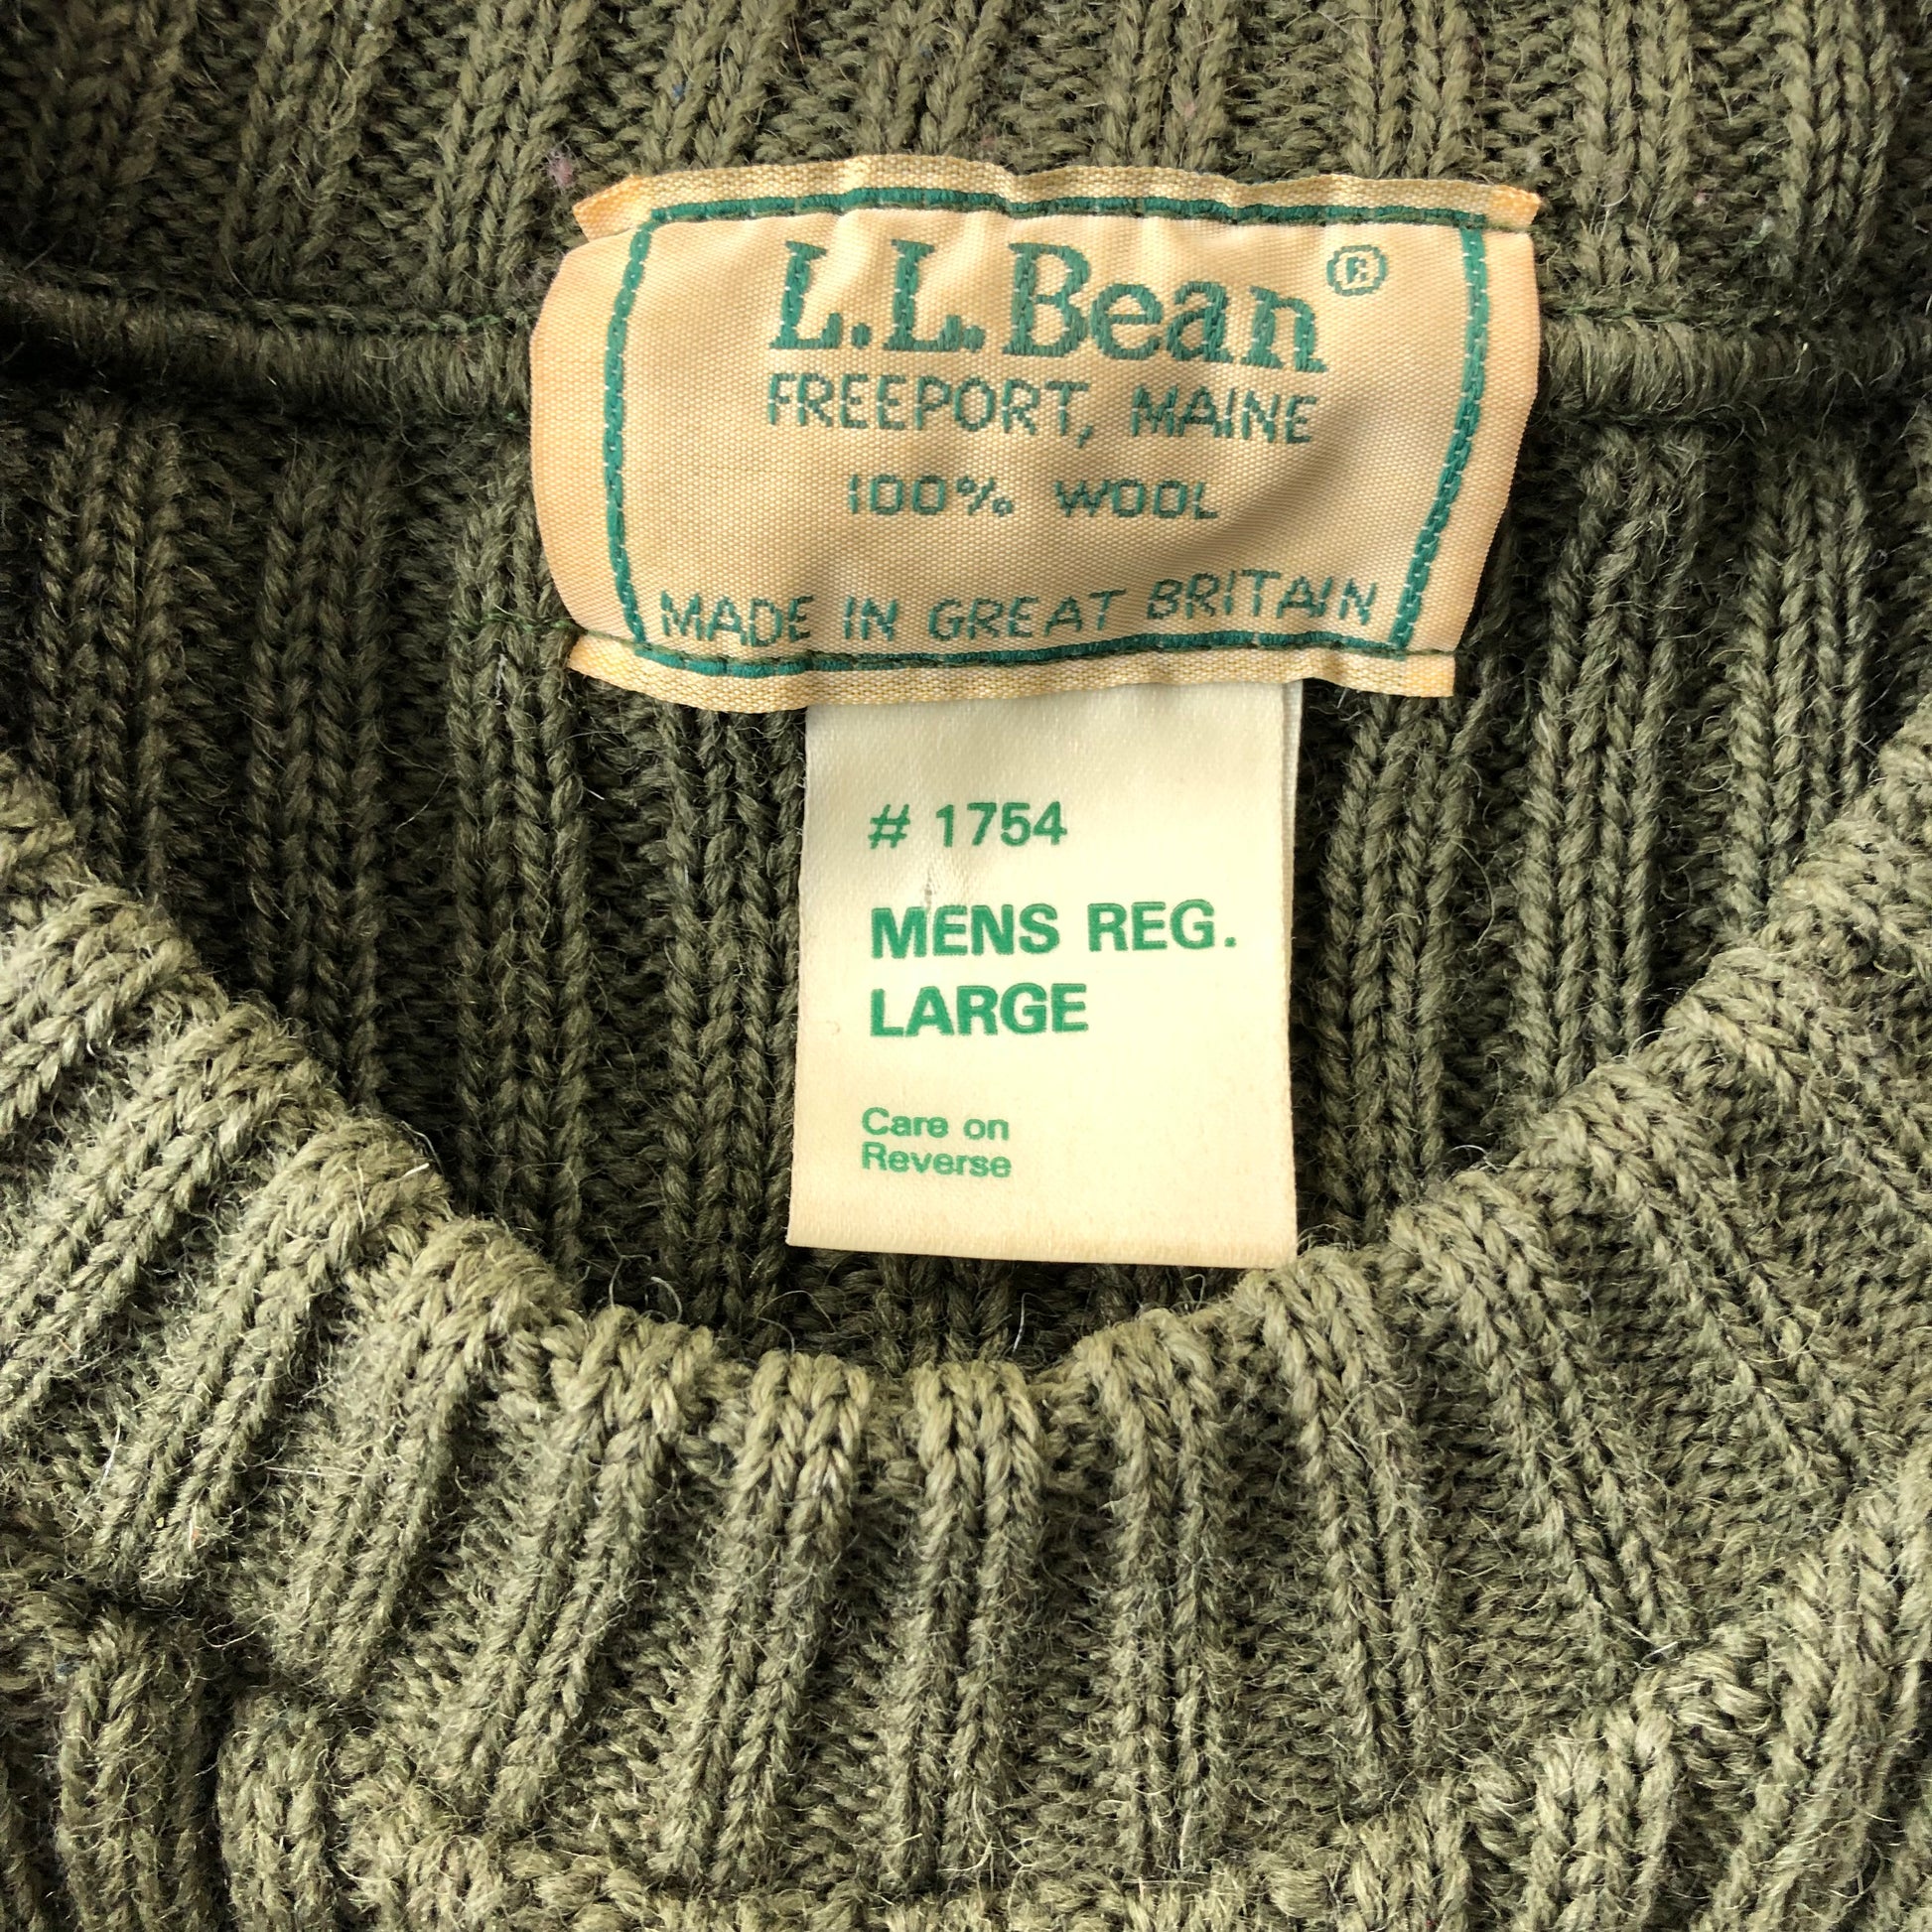 L.L.Bean®
FREEPORT, MAINE
100% WOOL
MADE IN GREAT BRITAIN
# 1754
MENS REG.
LARGE
Care on
Reverse